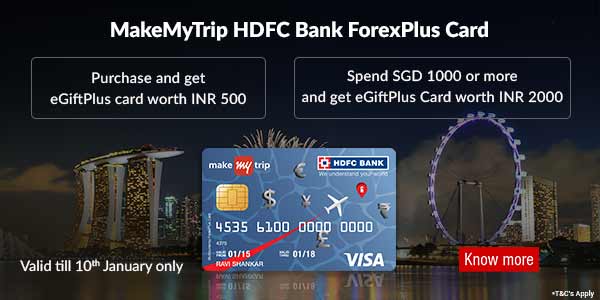 MakeMyTrip HDFC Bank ForexPlus Card
Purchase and get
eGiftPlus card worth INR 500
Spend SGD 1000 or more
and get eGiftPlus Card worth INR 2000
make my trip
HDFC BANK
We understand your world
$ ¥ € ₹ £
4535 6100 0000 0000
4375
01/15 01/18
RAVI SHANKAR
VISA
Valid till 10th January only
Know more
*T&C's Apply